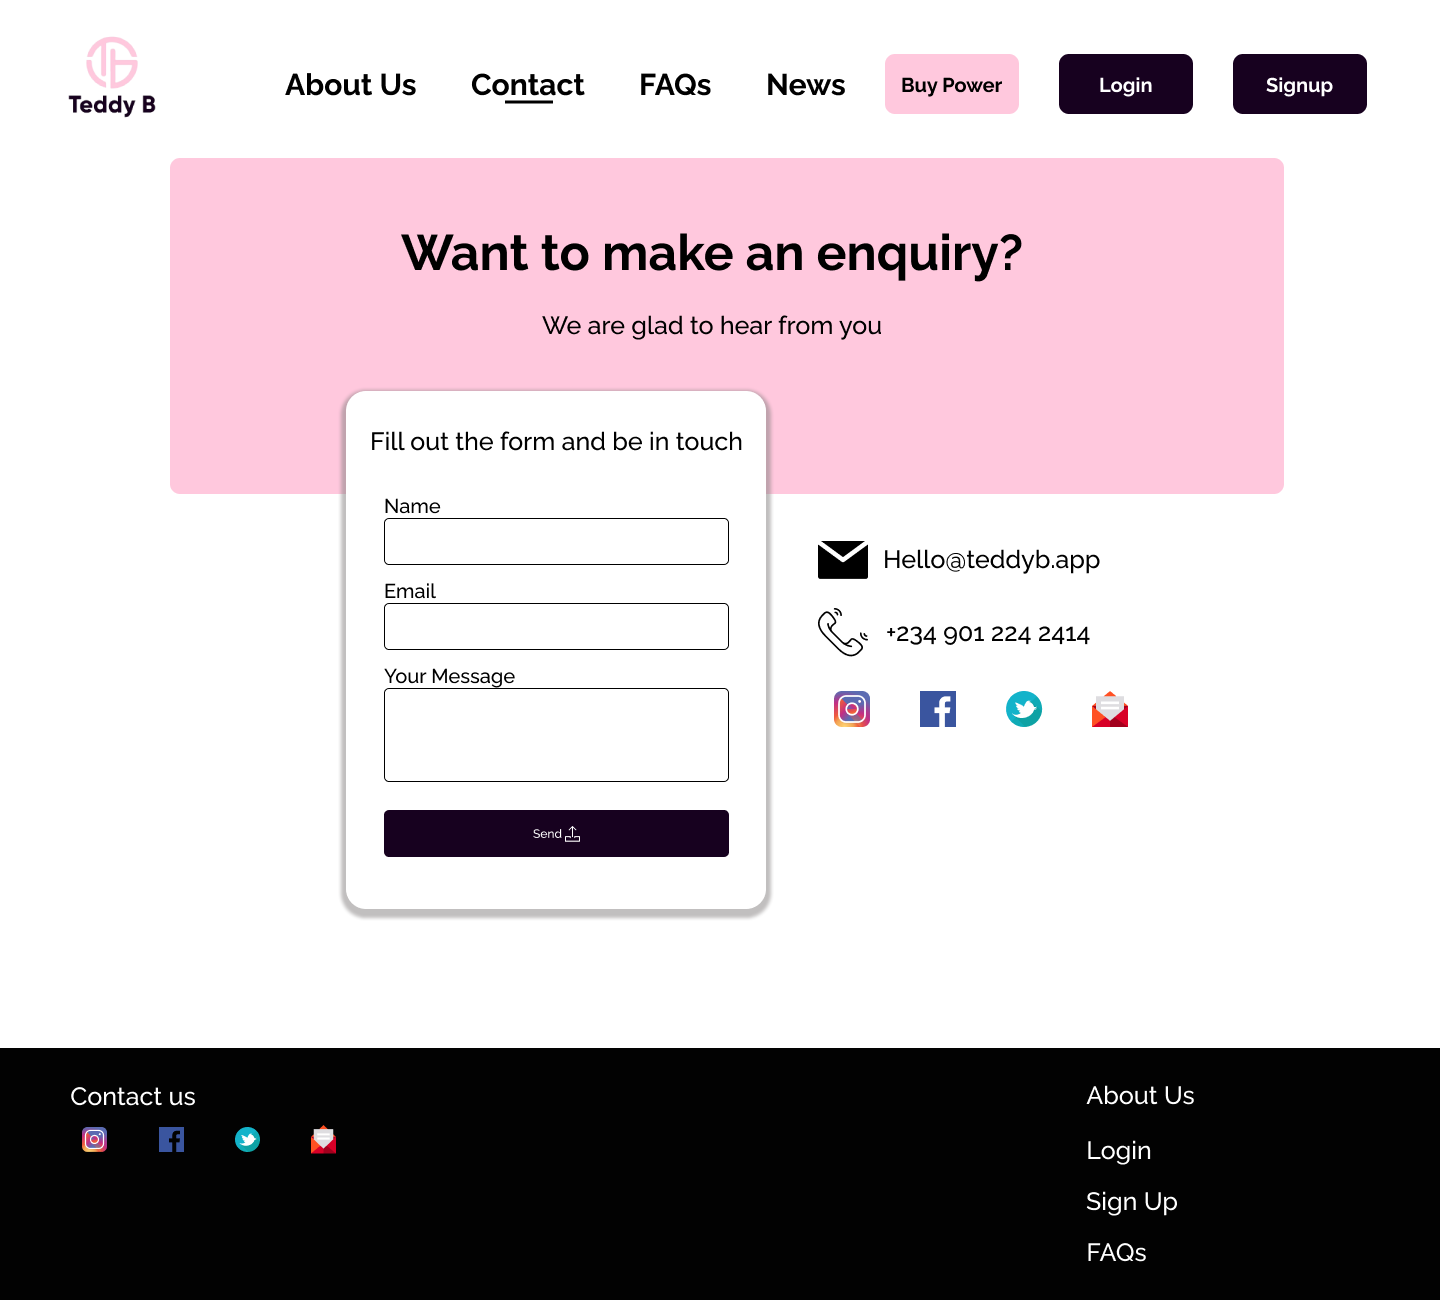 Teddy B
About Us
Contact
FAQs
News
Buy Power
Login
Signup
Want to make an enquiry?
We are glad to hear from you
Fill out the form and be in touch
Name
Email
Your Message
Send
Hello@teddyb.app
+234 901 224 2414
Contact us
About Us
Login
Sign Up
FAQs